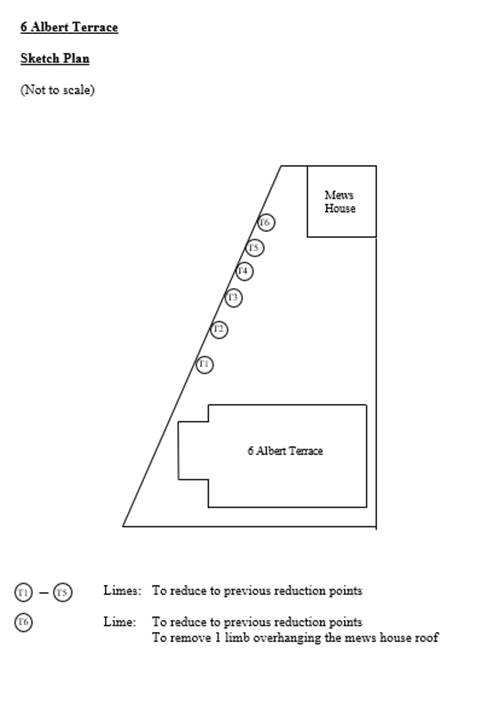 6 Albert Terrace
Sketch Plan
(Not to scale)
Mews
House
T6
T5
T4
T3
T2
T1
6 Albert Terrace
T1 – T5 Limes: To reduce to previous reduction points
T6 Lime: To reduce to previous reduction points
To remove 1 limb overhanging the mews house roof